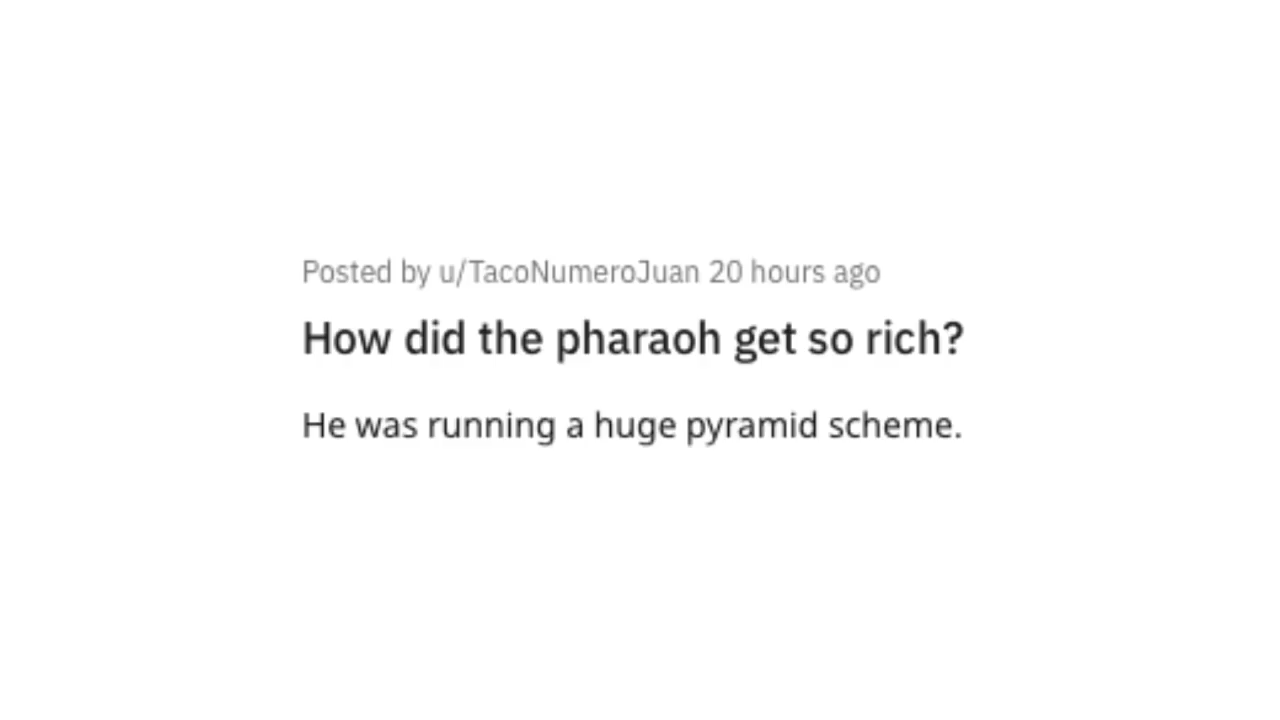 Posted by u/TacoNumeroJuan 20 hours ago
How did the pharaoh get so rich?
He was running a huge pyramid scheme.